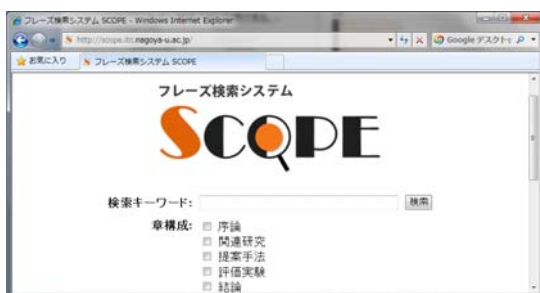 フレーズ検索システム SCOPE - Windows Internet Explorer
http://scope.itc.nagoya-u.ac.jp
Google デスクトッ
お気に入り フレーズ検索システム SCOPE
フレーズ検索システム
SCOPE
検索キーワード: 検索
章構成: 序論
関連研究
提案手法
評価実験
結論